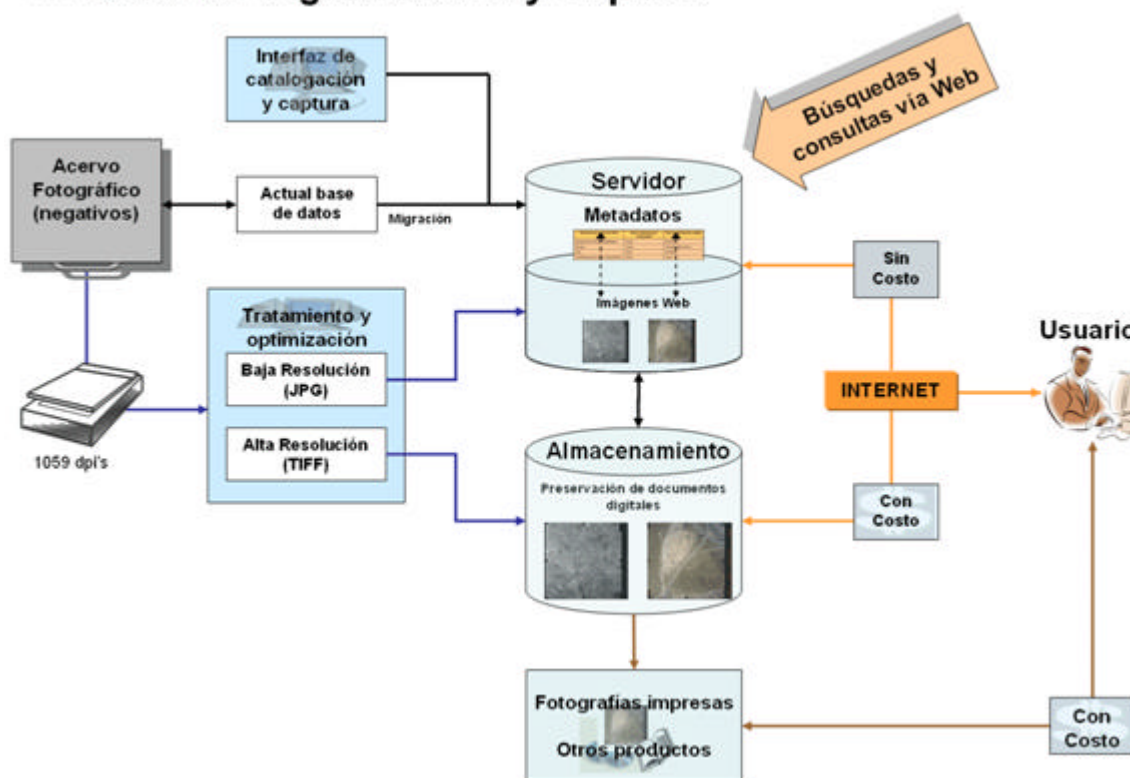 Interfaz de
catalogación
y captura
Búsquedas y
consultas vía Web
Acervo
Fotográfico
(negativos)
Actual base
de datos
Migración
Servidor
Metadatos
Imágenes Web
Sin
Costo
Tratamiento y
optimización
Baja Resolución
(JPG)
Alta Resolución
(TIFF)
1059 dpi's
Usuario
INTERNET
Almacenamiento
Preservación de documentos
digitales
Con
Costo
Fotografías impresas
Otros productos
Con
Costo